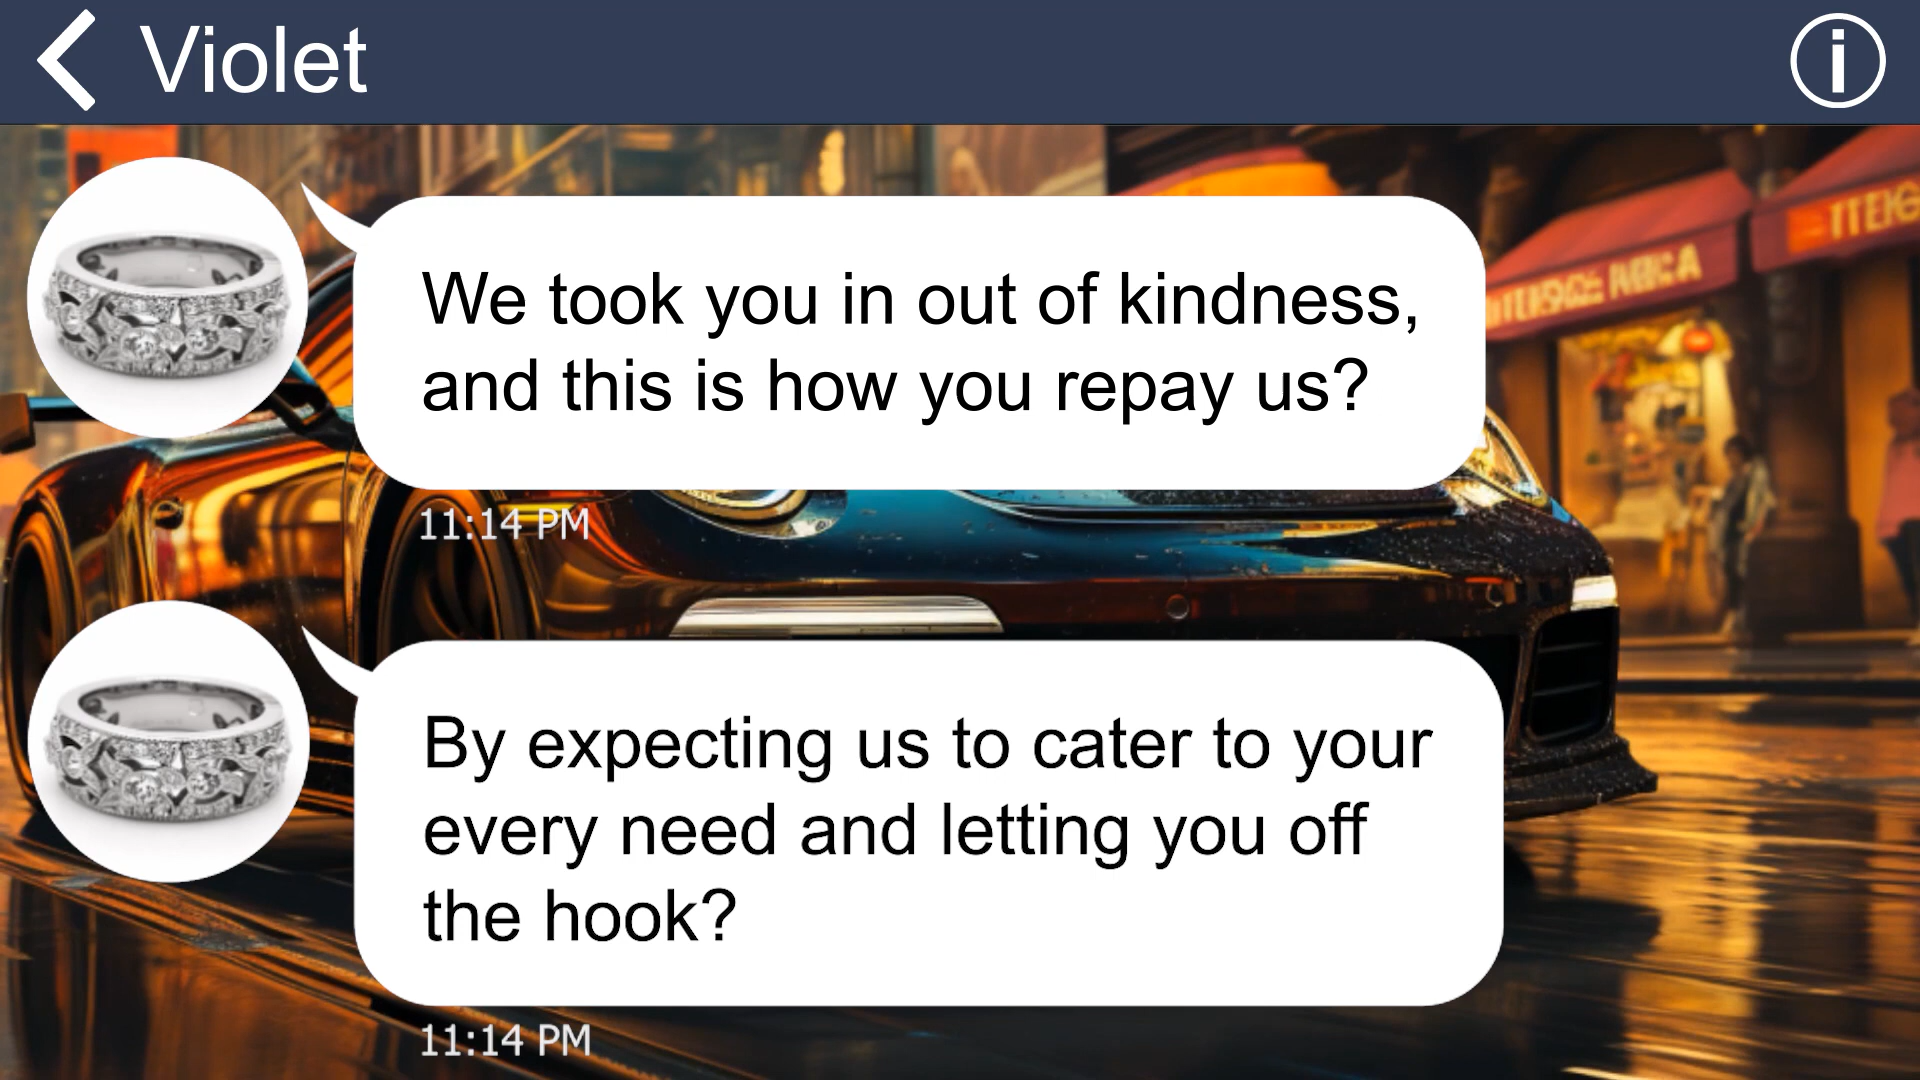 Violet
We took you in out of kindness,
and this is how you repay us?
11:14 PM
By expecting us to cater to your
every need and letting you off
the hook?
11:14 PM